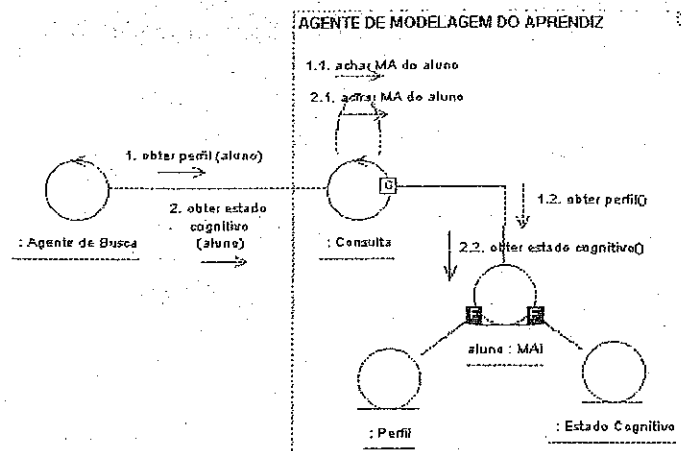 AGENTE DE MODELAGEM DO APRENDIZ
1.1. achar MA do aluno
2.1. achar MA do aluno
1. obter perfil (aluno)
G
2. obter estado
cognitivo
(aluno)
1.2. obter perfil()
: Agente de Busca
: Consulta
2.2. obter estado cognitivo()
F
F
aluno : MAI
: Perfil
: Estado Cognitivo